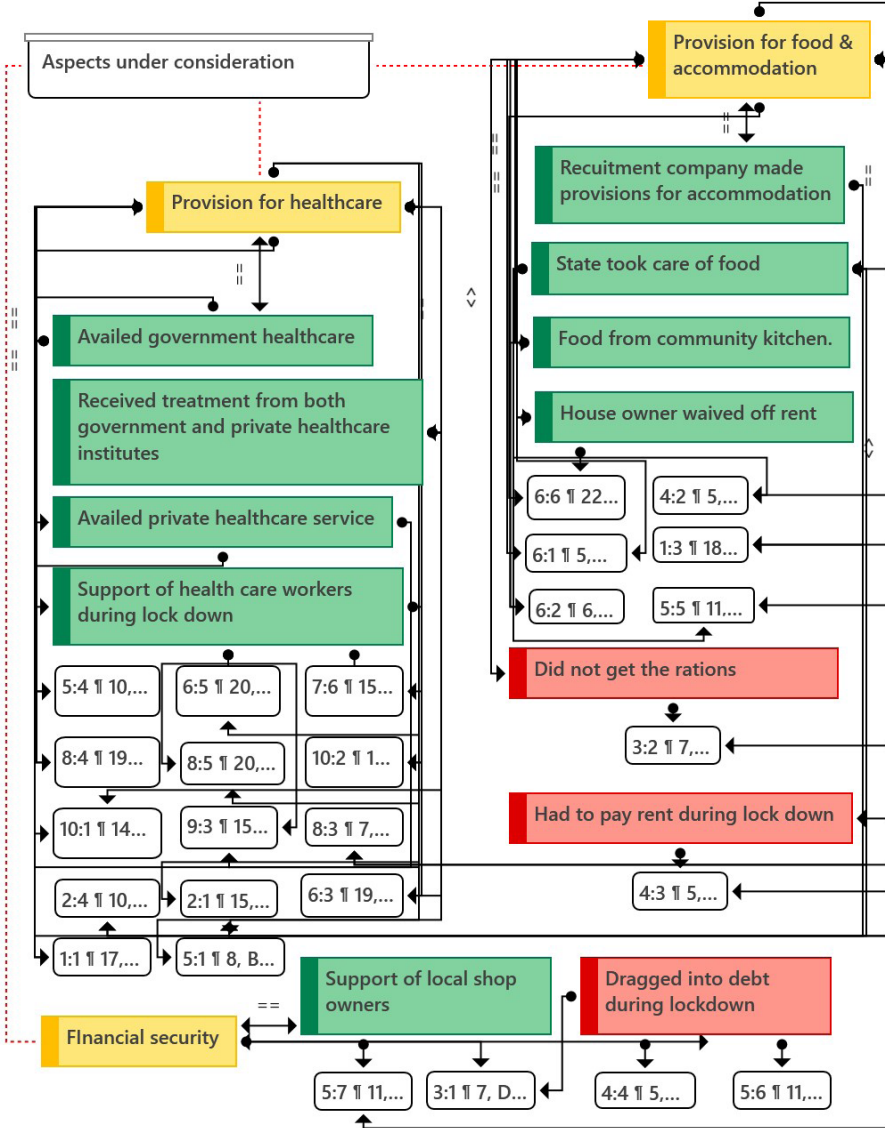 Aspects under consideration
Provision for food &
accommodation
==
Recuitment company made
provisions for accommodation
==
==
==
Provision for healthcare
State took care of food
==
<>
==
==
Availed government healthcare
Food from community kitchen.
Received treatment from both
government and private healthcare
institutes
House owner waived off rent
<>
6:6 ¶ 22...
4:2 ¶ 5,...
Availed private healthcare service
6:1 ¶ 5,...
1:3 ¶ 18...
Support of health care workers
during lock down
6:2 ¶ 6,...
5:5 ¶ 11,...
Did not get the rations
5:4 ¶ 10,...
6:5 ¶ 20,...
7:6 ¶ 15...
3:2 ¶ 7,...
8:4 ¶ 19...
8:5 ¶ 20,...
10:2 ¶ 1...
Had to pay rent during lock down
10:1 ¶ 14...
9:3 ¶ 15...
8:3 ¶ 7,...
2:4 ¶ 10,...
2:1 ¶ 15,...
6:3 ¶ 19,...
4:3 ¶ 5,...
1:1 ¶ 17,...
5:1 ¶ 8, B...
Support of local shop
owners
Dragged into debt
during lockdown
==
FInancial security
5:7 ¶ 11,...
3:1 ¶ 7, D...
4:4 ¶ 5,...
5:6 ¶ 11,...